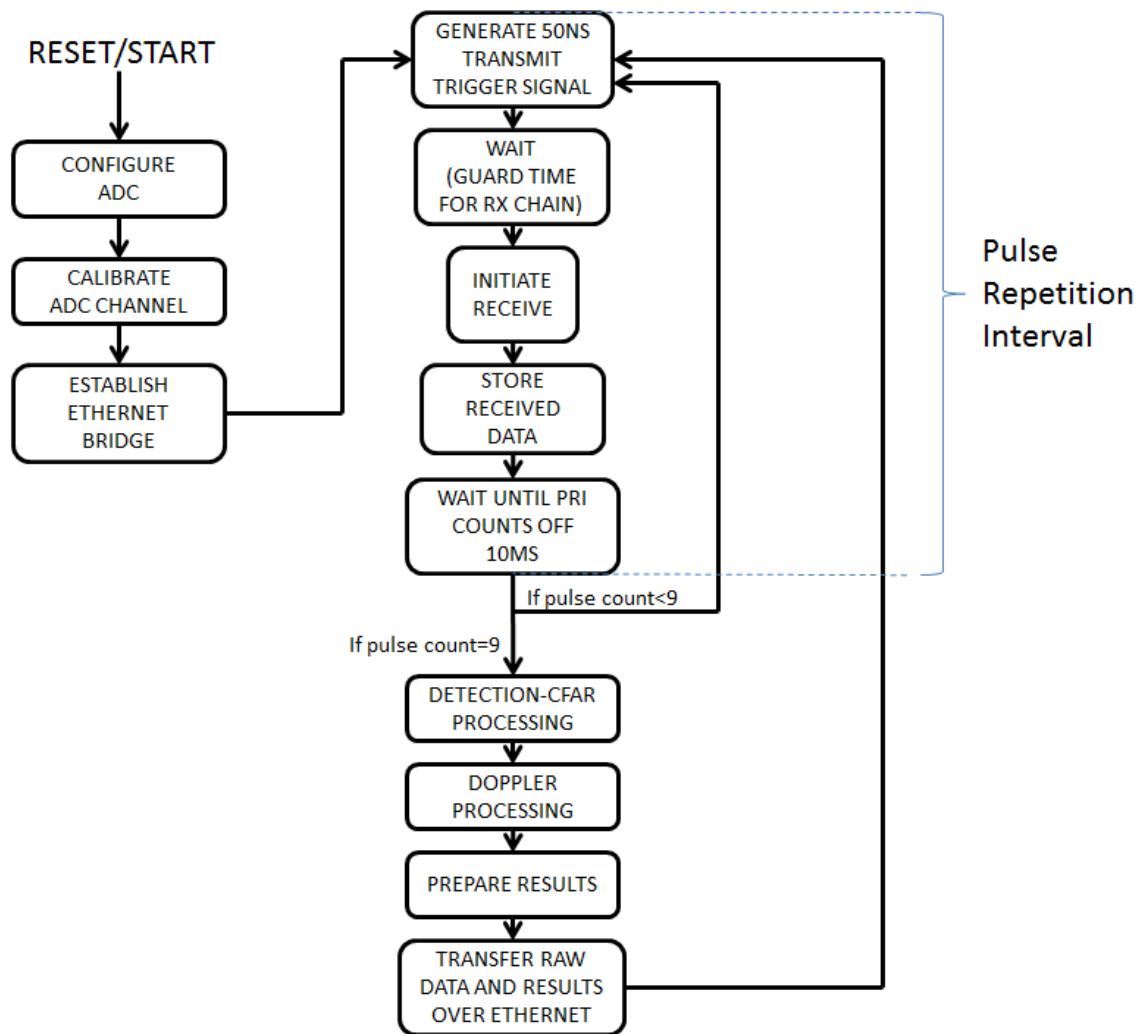 RESET/START
CONFIGURE
ADC
CALIBRATE
ADC CHANNEL
ESTABLISH
ETHERNET
BRIDGE
GENERATE 50NS
TRANSMIT
TRIGGER SIGNAL
WAIT
(GUARD TIME
FOR RX CHAIN)
INITIATE
RECEIVE
STORE
RECEIVED
DATA
WAIT UNTIL PRI
COUNTS OFF
10MS
Pulse
Repetition
Interval
If pulse count<9
If pulse count=9
DETECTION-CFAR
PROCESSING
DOPPLER
PROCESSING
PREPARE RESULTS
TRANSFER RAW
DATA AND RESULTS
OVER ETHERNET